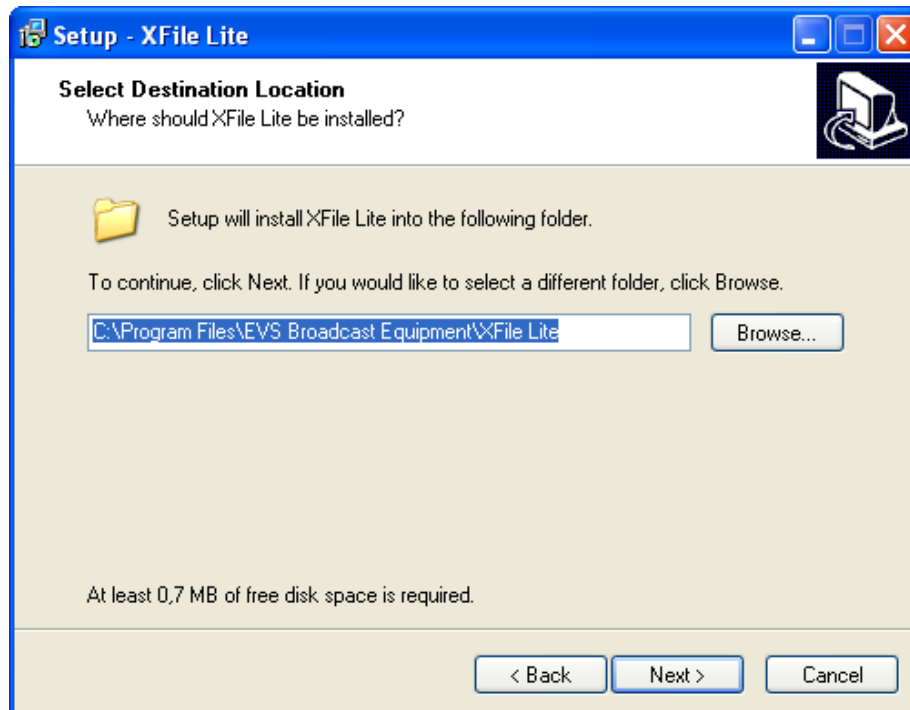 Setup - XFile Lite
Select Destination Location
Where should XFile Lite be installed?
Setup will install XFile Lite into the following folder.
To continue, click Next. If you would like to select a different folder, click Browse.
C:\Program Files\EVS Broadcast Equipment\XFile Lite
Browse...
At least 0,7 MB of free disk space is required.
< Back
Next >
Cancel